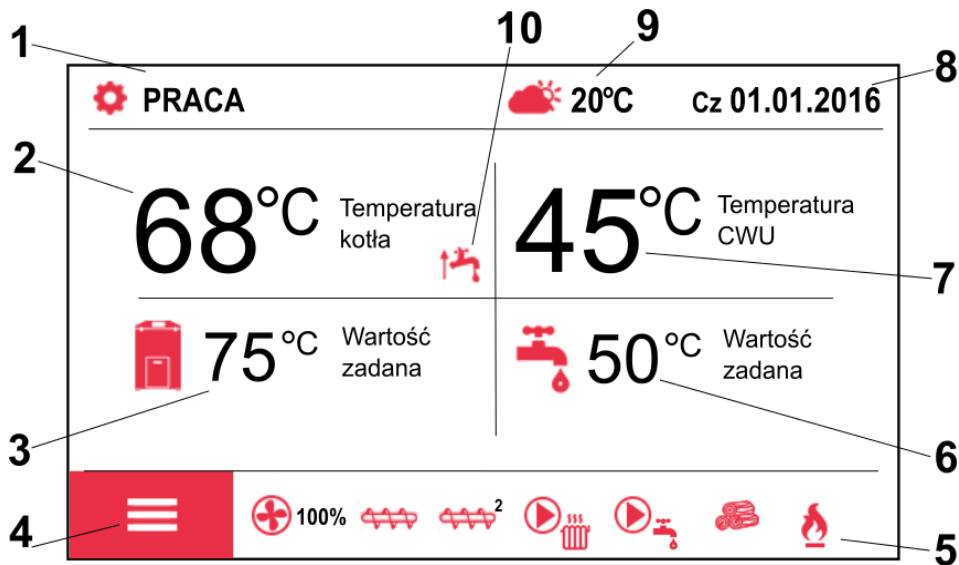 10 9
1 8
PRACA 20°C Cz 01.01.2016
2
68°C Temperatura
kotła
45°C Temperatura
CWU
7
75°C Wartość
zadana
50°C Wartość
zadana
3 6
4 100% 2 5